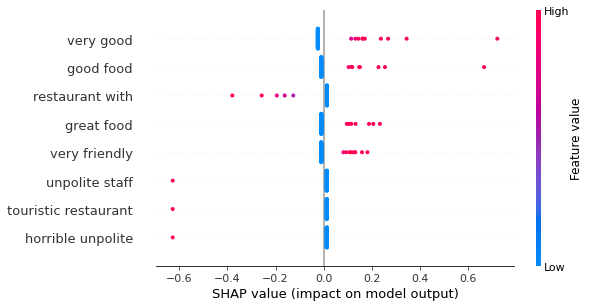 High
very good
good food
restaurant with
great food
very friendly
unpolite staff
touristic restaurant
horrible unpolite
Feature value
Low
−0.6 −0.4 −0.2 0.0 0.2 0.4 0.6
SHAP value (impact on model output)